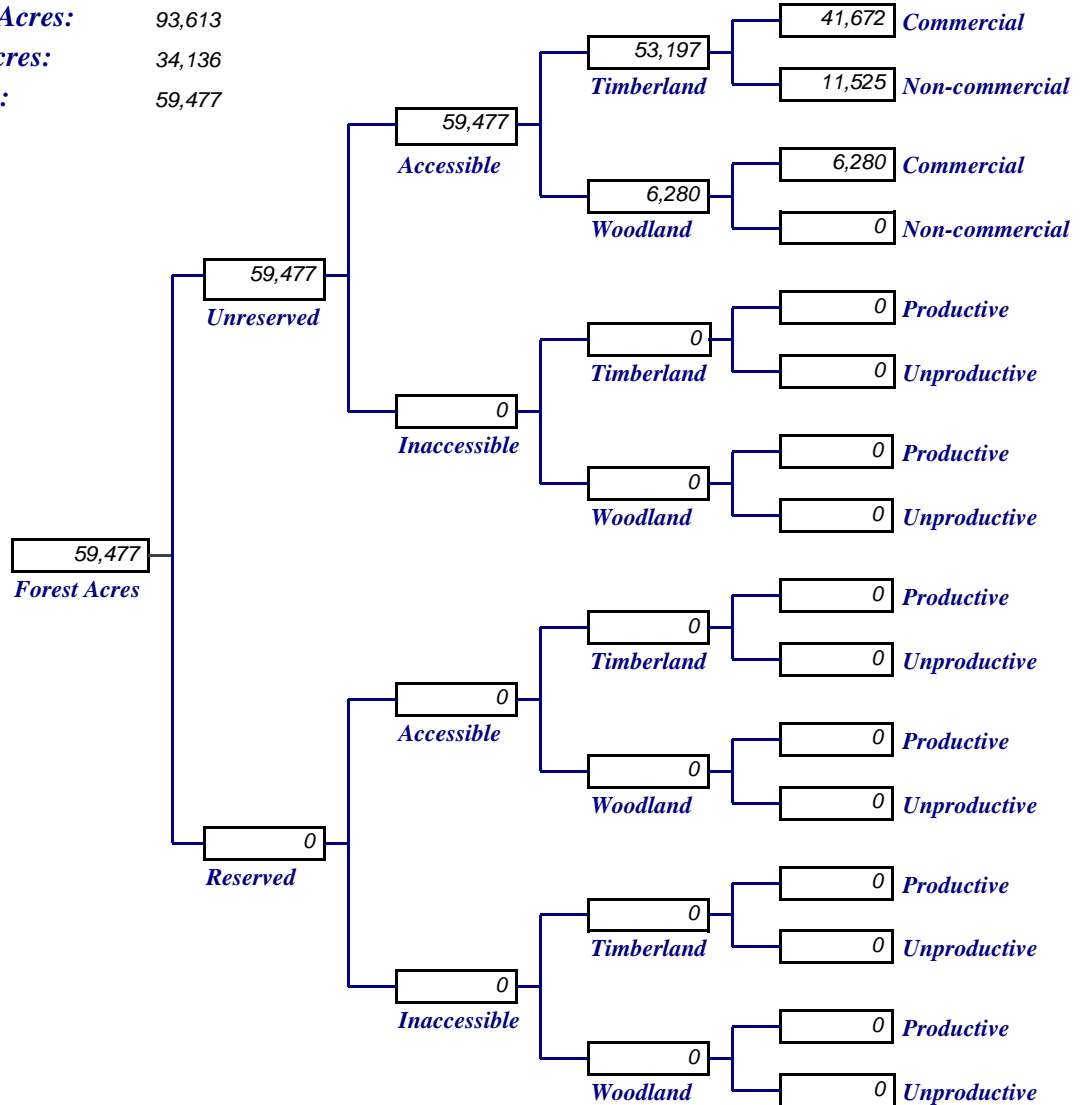 Acres: 93,613
cres: 34,136
: 59,477
41,672 Commercial
53,197
Timberland
11,525 Non-commercial
59,477
Accessible
6,280 Commercial
6,280
Woodland
0 Non-commercial
59,477
Unreserved
0 Productive
0
Timberland
0 Unproductive
0
Inaccessible
0 Productive
0
Woodland
0 Unproductive
59,477
Forest Acres
0 Productive
0
Timberland
0 Unproductive
0
Accessible
0 Productive
0
Woodland
0 Unproductive
0
Reserved
0 Productive
0
Timberland
0 Unproductive
0
Inaccessible
0 Productive
0
Woodland
0 Unproductive